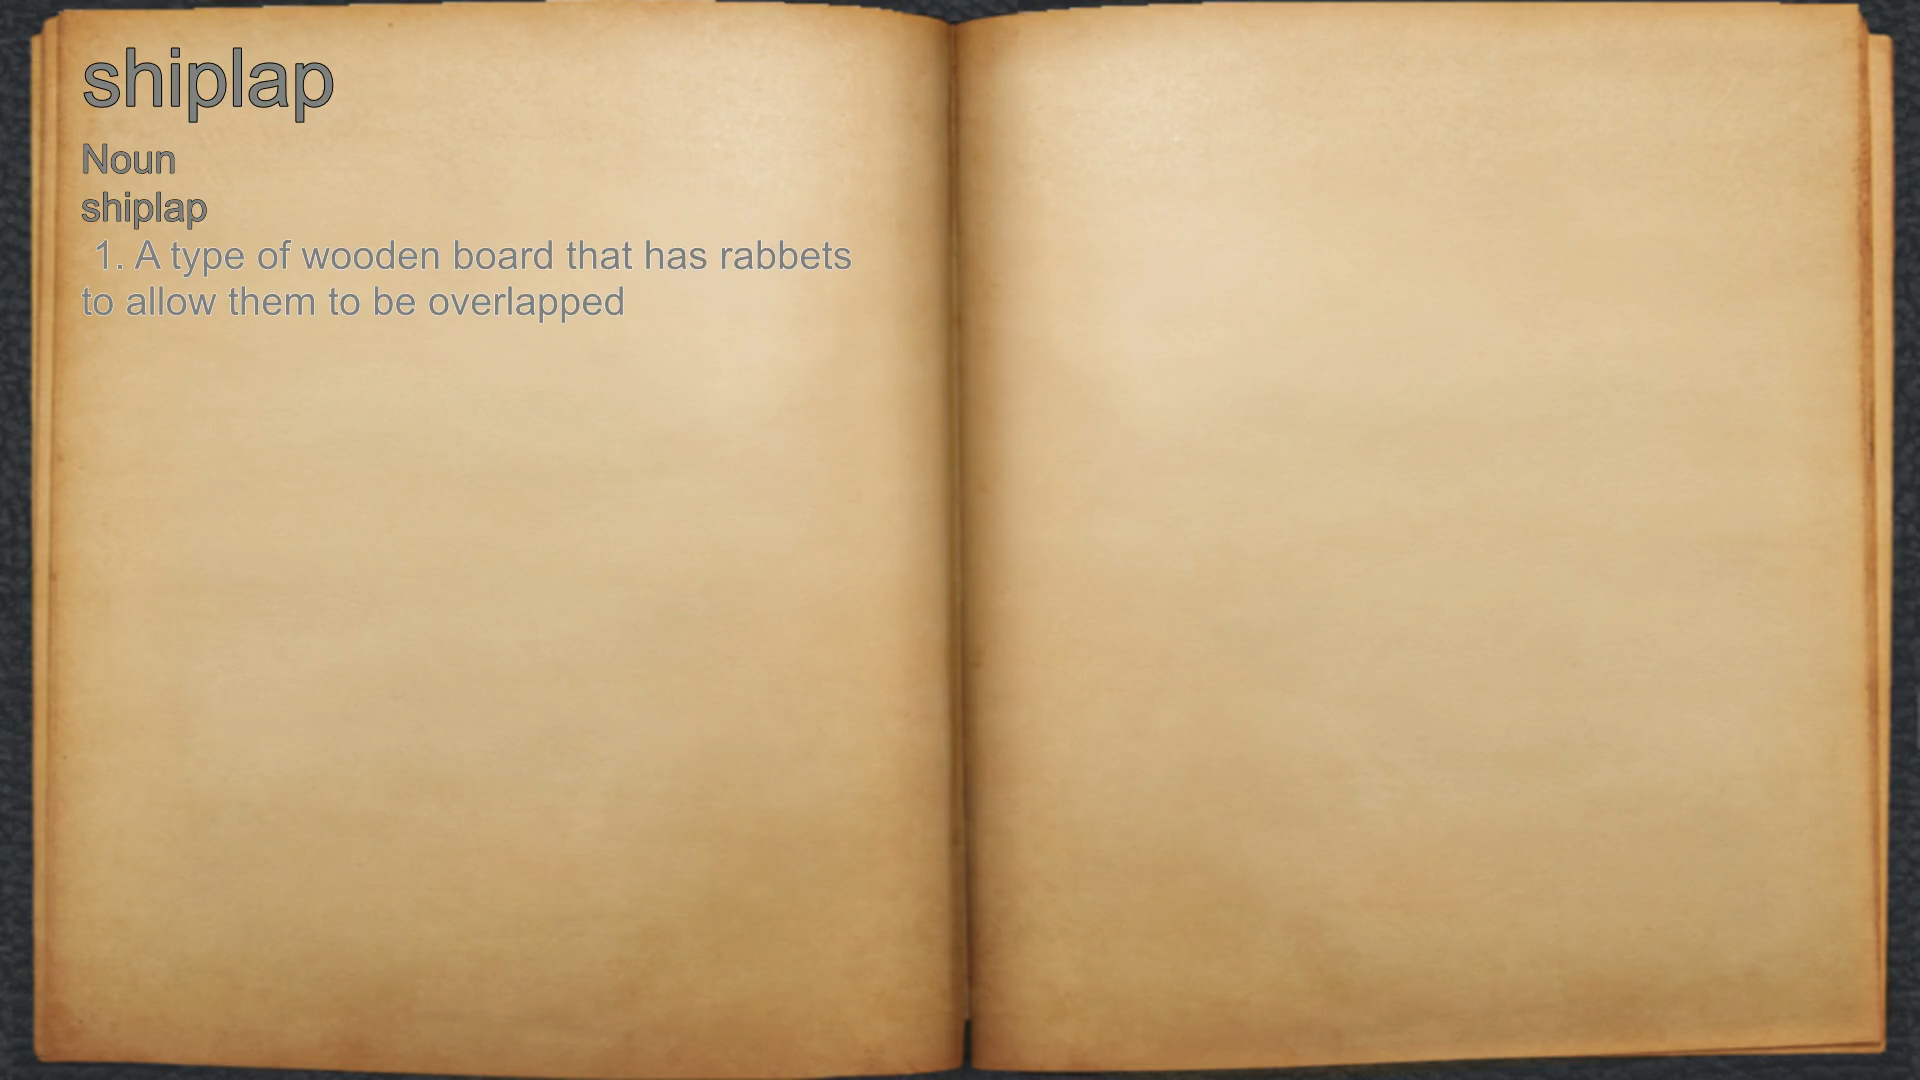 shiplap
Noun
shiplap
1. A type of wooden board that has rabbets
to allow them to be overlapped